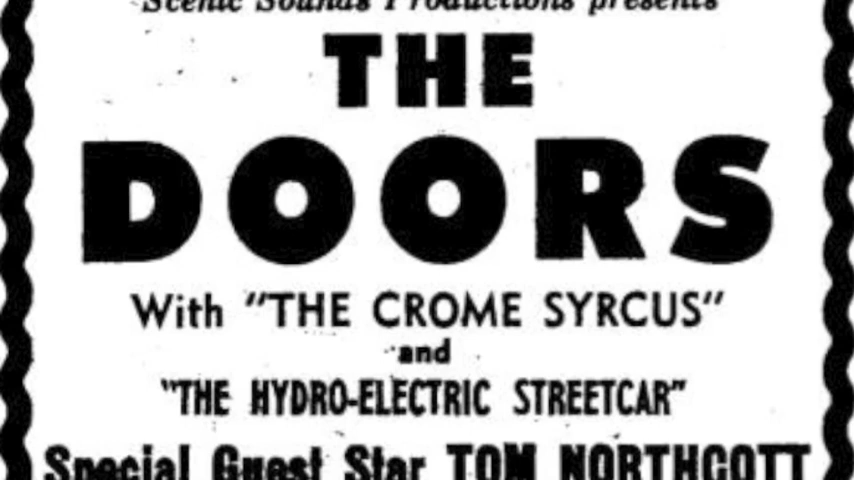 Scenic Sounds Productions presents
THE
DOORS
With "THE CROME SYRCUS"
and
"THE HYDRO-ELECTRIC STREETCAR"
Special Guest Star TOM NORTHCOTT